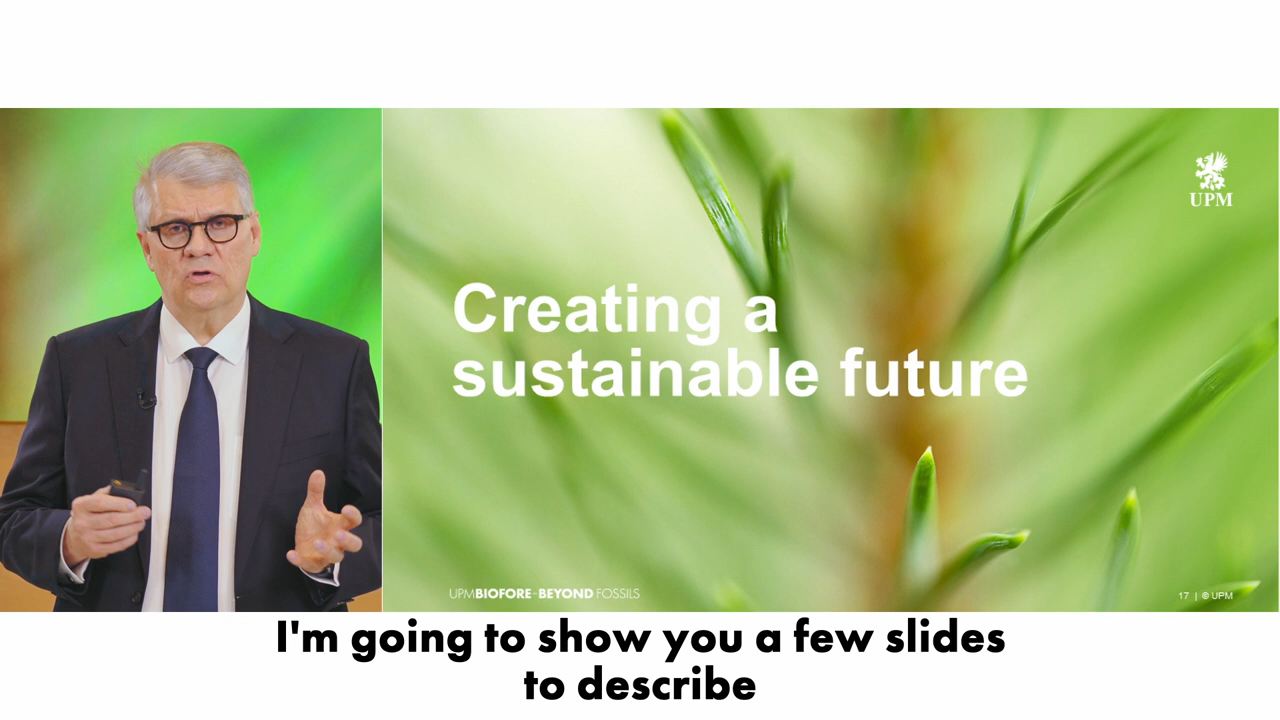 UPM
Creating a
sustainable future
UPMBIOFORE-BEYOND FOSSILS
17 | © UPM
I'm going to show you a few slides
to describe